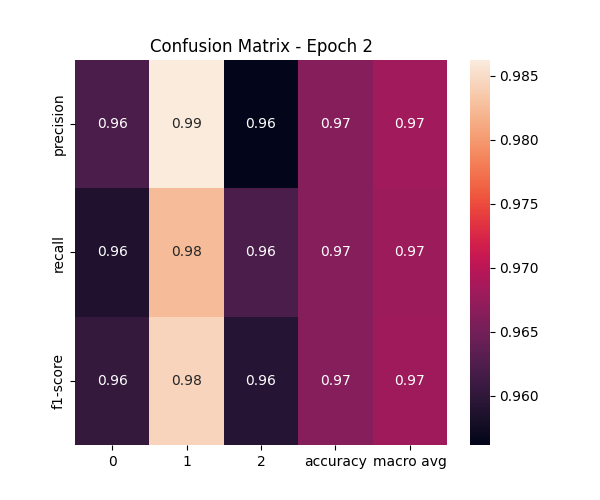 Confusion Matrix - Epoch 2
precision
0.96 0.99 0.96 0.97 0.97
recall
0.96 0.98 0.96 0.97 0.97
f1-score
0.96 0.98 0.96 0.97 0.97
0 1 2 accuracy macro avg
0.985
0.980
0.975
0.970
0.965
0.960